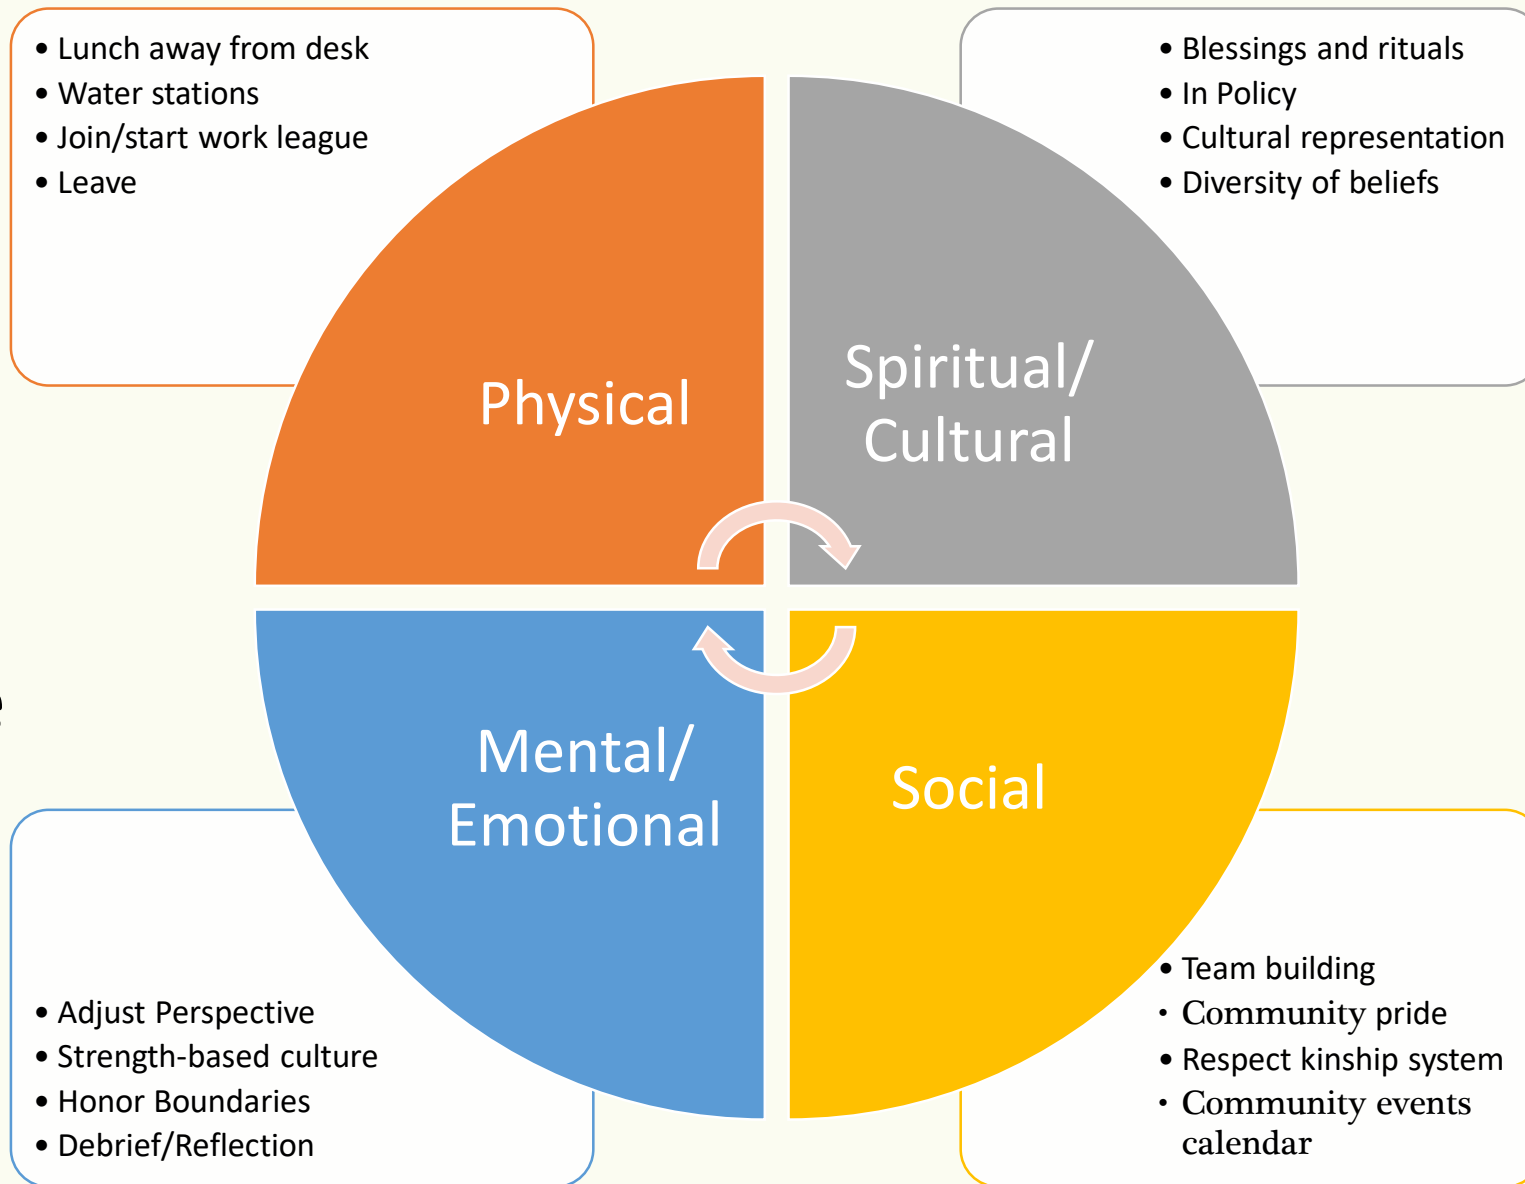 • Lunch away from desk
• Water stations
• Join/start work league
• Leave
• Blessings and rituals
• In Policy
• Cultural representation
• Diversity of beliefs
Physical
Spiritual/
Cultural
Mental/
Emotional
Social
• Adjust Perspective
• Strength-based culture
• Honor Boundaries
• Debrief/Reflection
• Team building
• Community pride
• Respect kinship system
• Community events
calendar